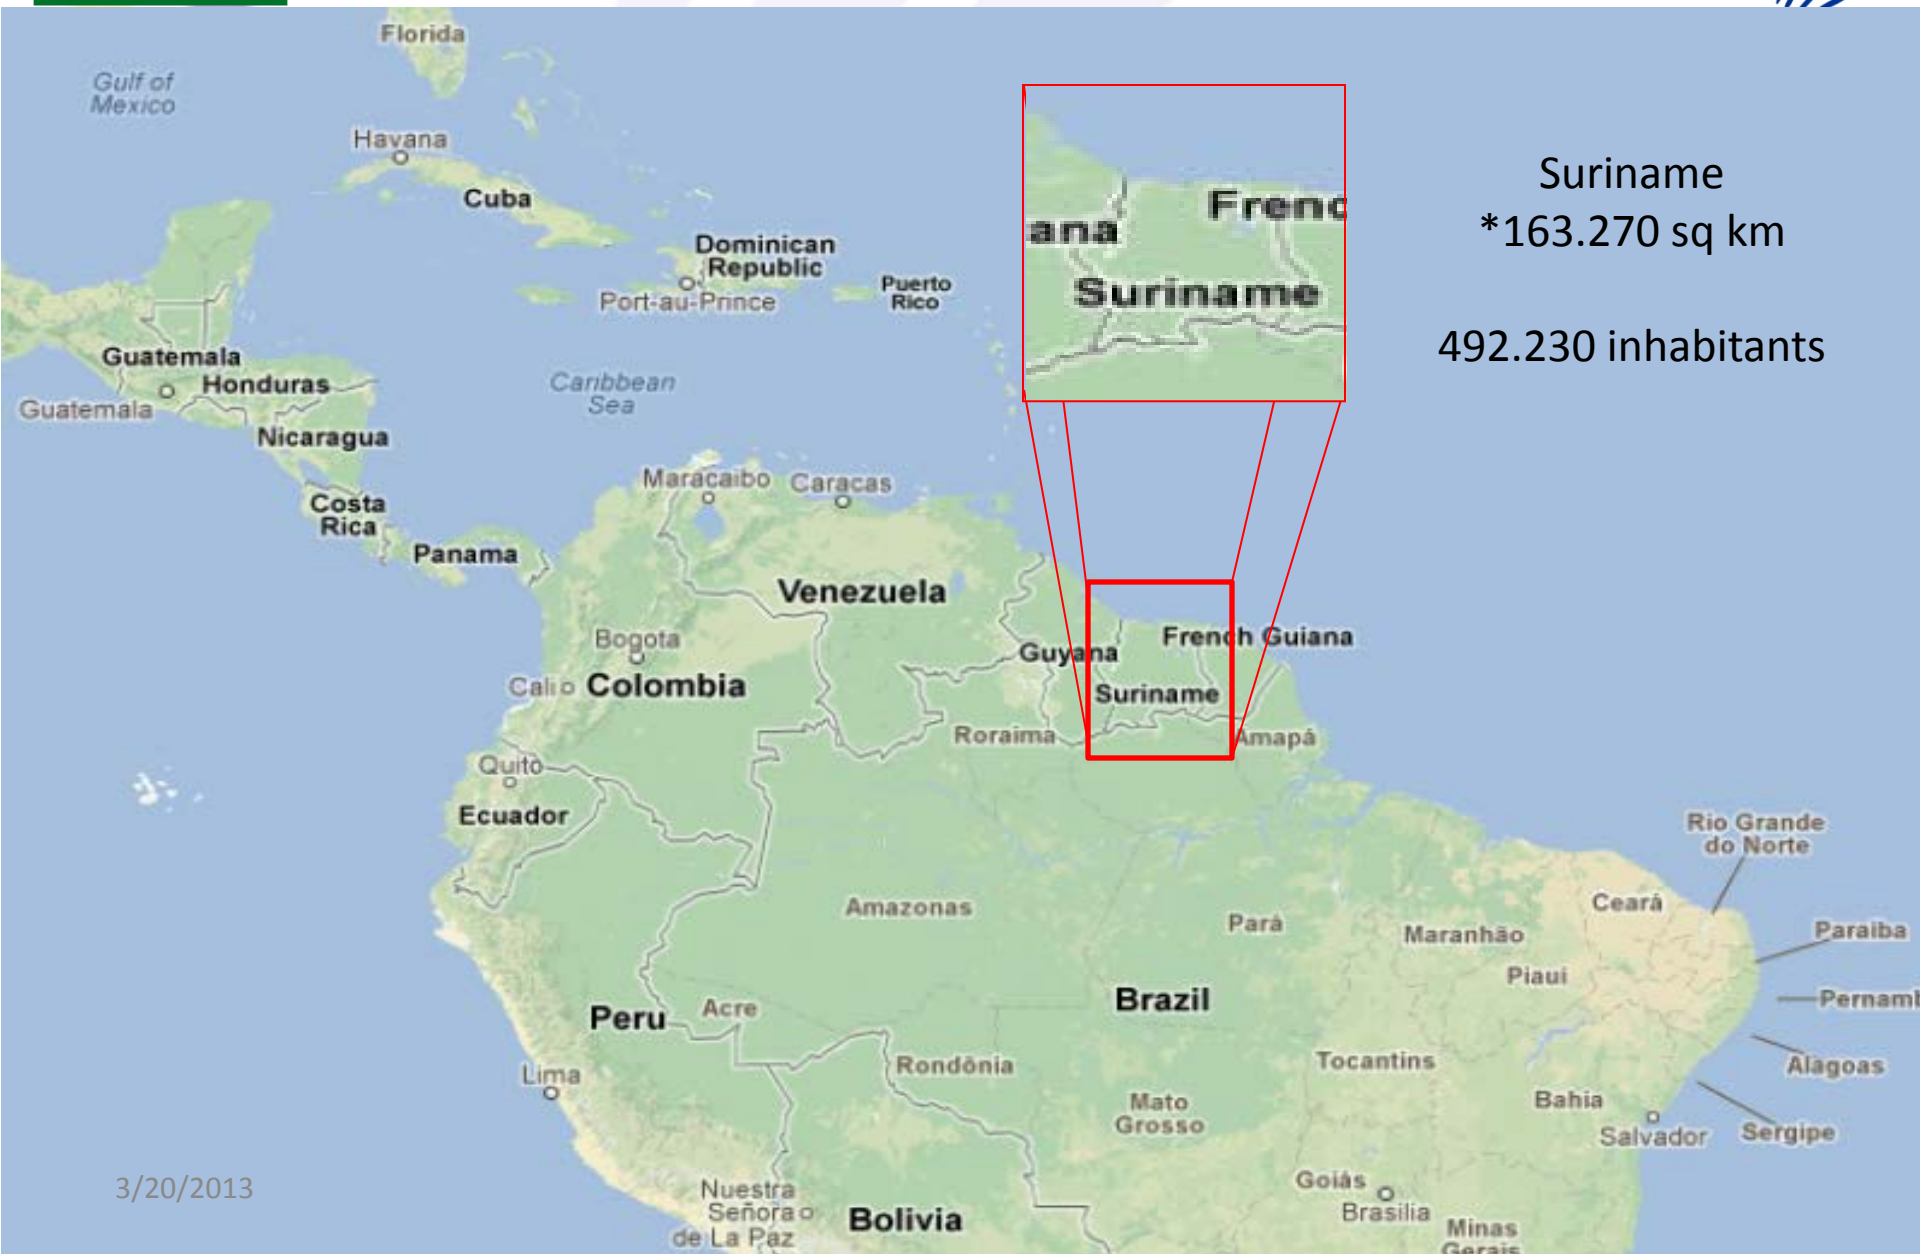 Florida
Gulf of
Mexico
Havana
Cuba
Dominican
Republic
Port-au-Prince
Puerto
Rico
Guatemala
Honduras
Guatemala
Nicaragua
Caribbean
Sea
Costa
Rica
Panama
Maracaibo
Caracas
Venezuela
Bogota
Cali
Colombia
Guyana
French Guiana
Suriname
Roraima
Amapá
Quito
Ecuador
Amazonas
Pará
Maranhão
Ceará
Piaui
Rio Grande
do Norte
Paraiba
Pernamb
Alagoas
Sergipe
Peru
Acre
Brazil
Rondônia
Tocantins
Mato
Grosso
Bahia
Salvador
Lima
Goiás
Brasilia
Minas
Gerais
Nuestra
Señora
de La Paz
Bolivia
ana
Frenc
Suriname
Suriname
*163.270 sq km
492.230 inhabitants
3/20/2013